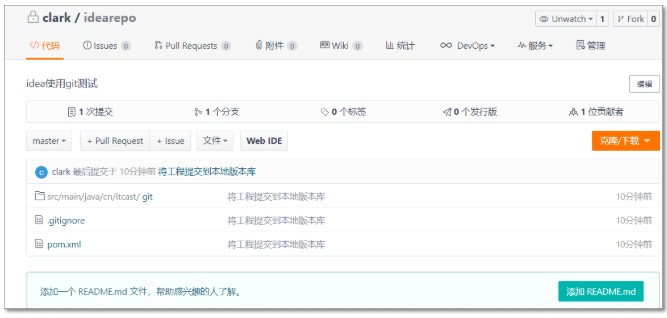 clark / idearepo
Unwatch 1 Fork 0
代码 Issues 0 Pull Requests 0 附件 0 Wiki 0 统计 DevOps 服务 管理
idea使用git测试
编辑
1 次提交 1 个分支 0 个标签 0 个发行版 1 位贡献者
master + Pull Request + Issue 文件 Web IDE 克隆/下载
C clark 最后提交于 10分钟前 将工程提交到本地版本库
src/main/java/cn/itcast/ git 将工程提交到本地版本库 10分钟前
.gitignore 将工程提交到本地版本库 10分钟前
pom.xml 将工程提交到本地版本库 10分钟前
添加一个 README.md 文件，帮助感兴趣的人了解。 添加 README.md